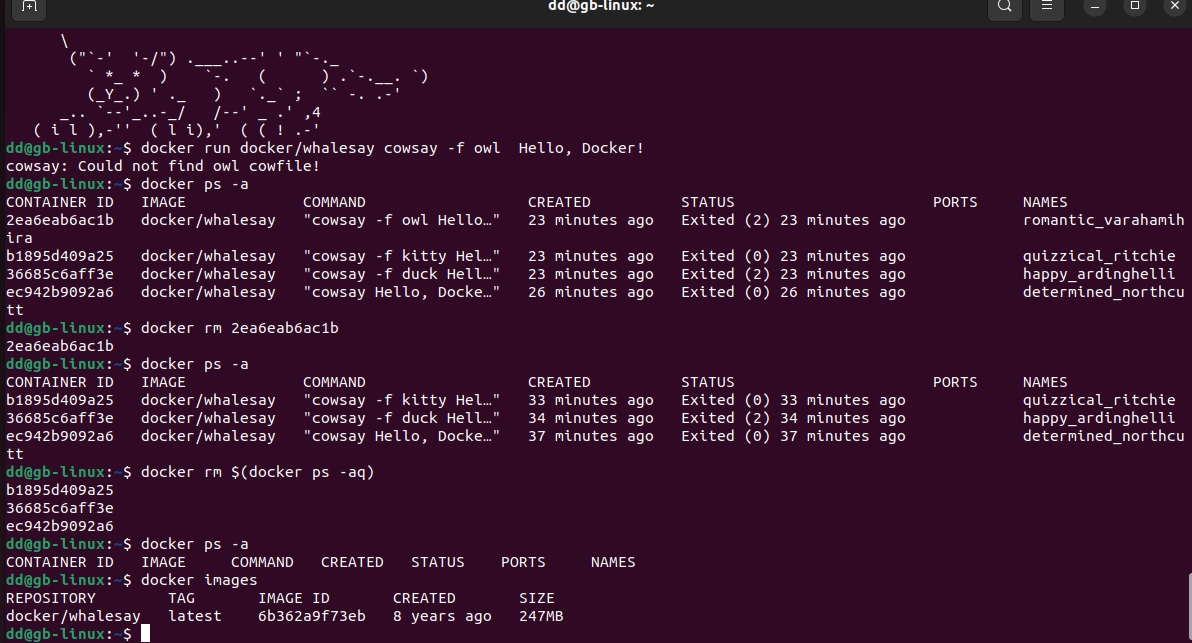 dd@gb-linux: ~
\
("`-'  '-/") .___..--' ' "`-._
` *_ *  )    `-.   (      ) .`-.__. `)
(_Y_.) ' ._   )   `._` ;  `` -. .-'
_.. `--'_..-_/   /--' _ .' ,4
( i l ),-''  ( l i),'  ( ( ! .-'
dd@gb-linux:~$ docker run docker/whalesay cowsay -f owl  Hello, Docker!
cowsay: Could not find owl cowfile!
dd@gb-linux:~$ docker ps -a
CONTAINER ID   IMAGE             COMMAND                  CREATED          STATUS                      PORTS     NAMES
2ea6eab6ac1b   docker/whalesay   "cowsay -f owl Hello…"   23 minutes ago   Exited (2) 23 minutes ago             romantic_varahamih
ira
b1895d409a25   docker/whalesay   "cowsay -f kitty Hel…"   23 minutes ago   Exited (0) 23 minutes ago             quizzical_ritchie
36685c6aff3e   docker/whalesay   "cowsay -f duck Hell…"   23 minutes ago   Exited (2) 23 minutes ago             happy_ardinghelli
ec942b9092a6   docker/whalesay   "cowsay Hello, Docke…"   26 minutes ago   Exited (0) 26 minutes ago             determined_northcu
tt
dd@gb-linux:~$ docker rm 2ea6eab6ac1b
2ea6eab6ac1b
dd@gb-linux:~$ docker ps -a
CONTAINER ID   IMAGE             COMMAND                  CREATED          STATUS                      PORTS     NAMES
b1895d409a25   docker/whalesay   "cowsay -f kitty Hel…"   33 minutes ago   Exited (0) 33 minutes ago             quizzical_ritchie
36685c6aff3e   docker/whalesay   "cowsay -f duck Hell…"   34 minutes ago   Exited (2) 34 minutes ago             happy_ardinghelli
ec942b9092a6   docker/whalesay   "cowsay Hello, Docke…"   37 minutes ago   Exited (0) 37 minutes ago             determined_northcu
tt
dd@gb-linux:~$ docker rm $(docker ps -aq)
b1895d409a25
36685c6aff3e
ec942b9092a6
dd@gb-linux:~$ docker ps -a
CONTAINER ID   IMAGE     COMMAND   CREATED   STATUS    PORTS     NAMES
dd@gb-linux:~$ docker images
REPOSITORY        TAG       IMAGE ID       CREATED       SIZE
docker/whalesay   latest    6b362a9f73eb   8 years ago   247MB
dd@gb-linux:~$